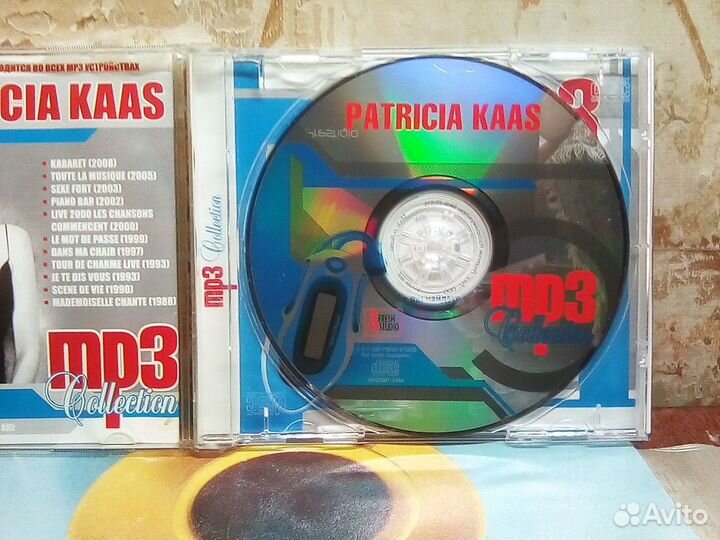 ОДИТСЯ ВО ВСЕХ MP3 УСТРОЙСТВАХ
CIA KAAS
KABARET (2008)
TOUTE LA MUSIQUE (2005)
SEXE FORT (2003)
PIANO BAR (2002)
LIVE 2000 LES CHANSONS
COMMENCENT (2000)
LE MOT DE PASSE (1999)
DANS MA CHAIR (1997)
TOUR DE CHARME LIVE (1993)
JE TE DIS VOUS (1993)
SCENE DE VIE (1990)
MADEMOISELLE CHANTE (1988)
mp3
Collection
mp3 Collection
PATRICIA KAAS
mp3
Collection
FRESH
STUDIO
Avito